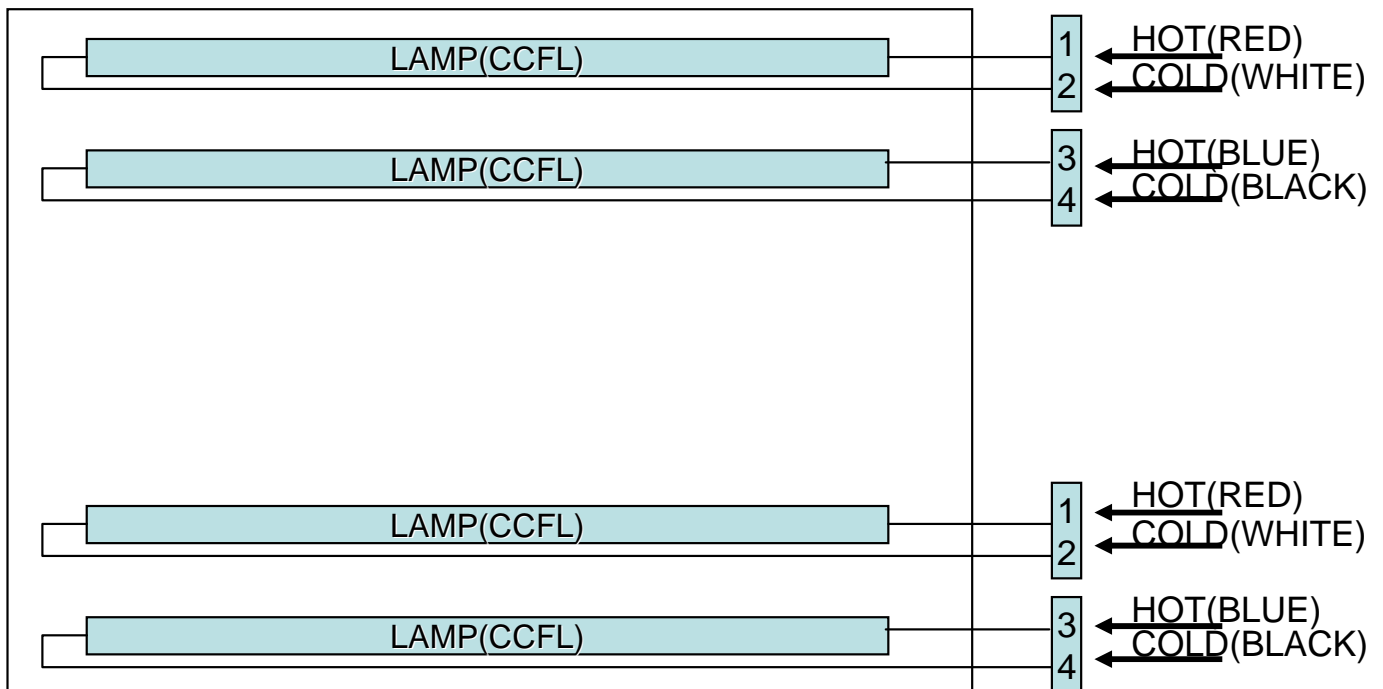 LAMP(CCFL) 1 HOT(RED)
2 COLD(WHITE)
LAMP(CCFL) 3 HOT(BLUE)
4 COLD(BLACK)
LAMP(CCFL) 1 HOT(RED)
2 COLD(WHITE)
LAMP(CCFL) 3 HOT(BLUE)
4 COLD(BLACK)